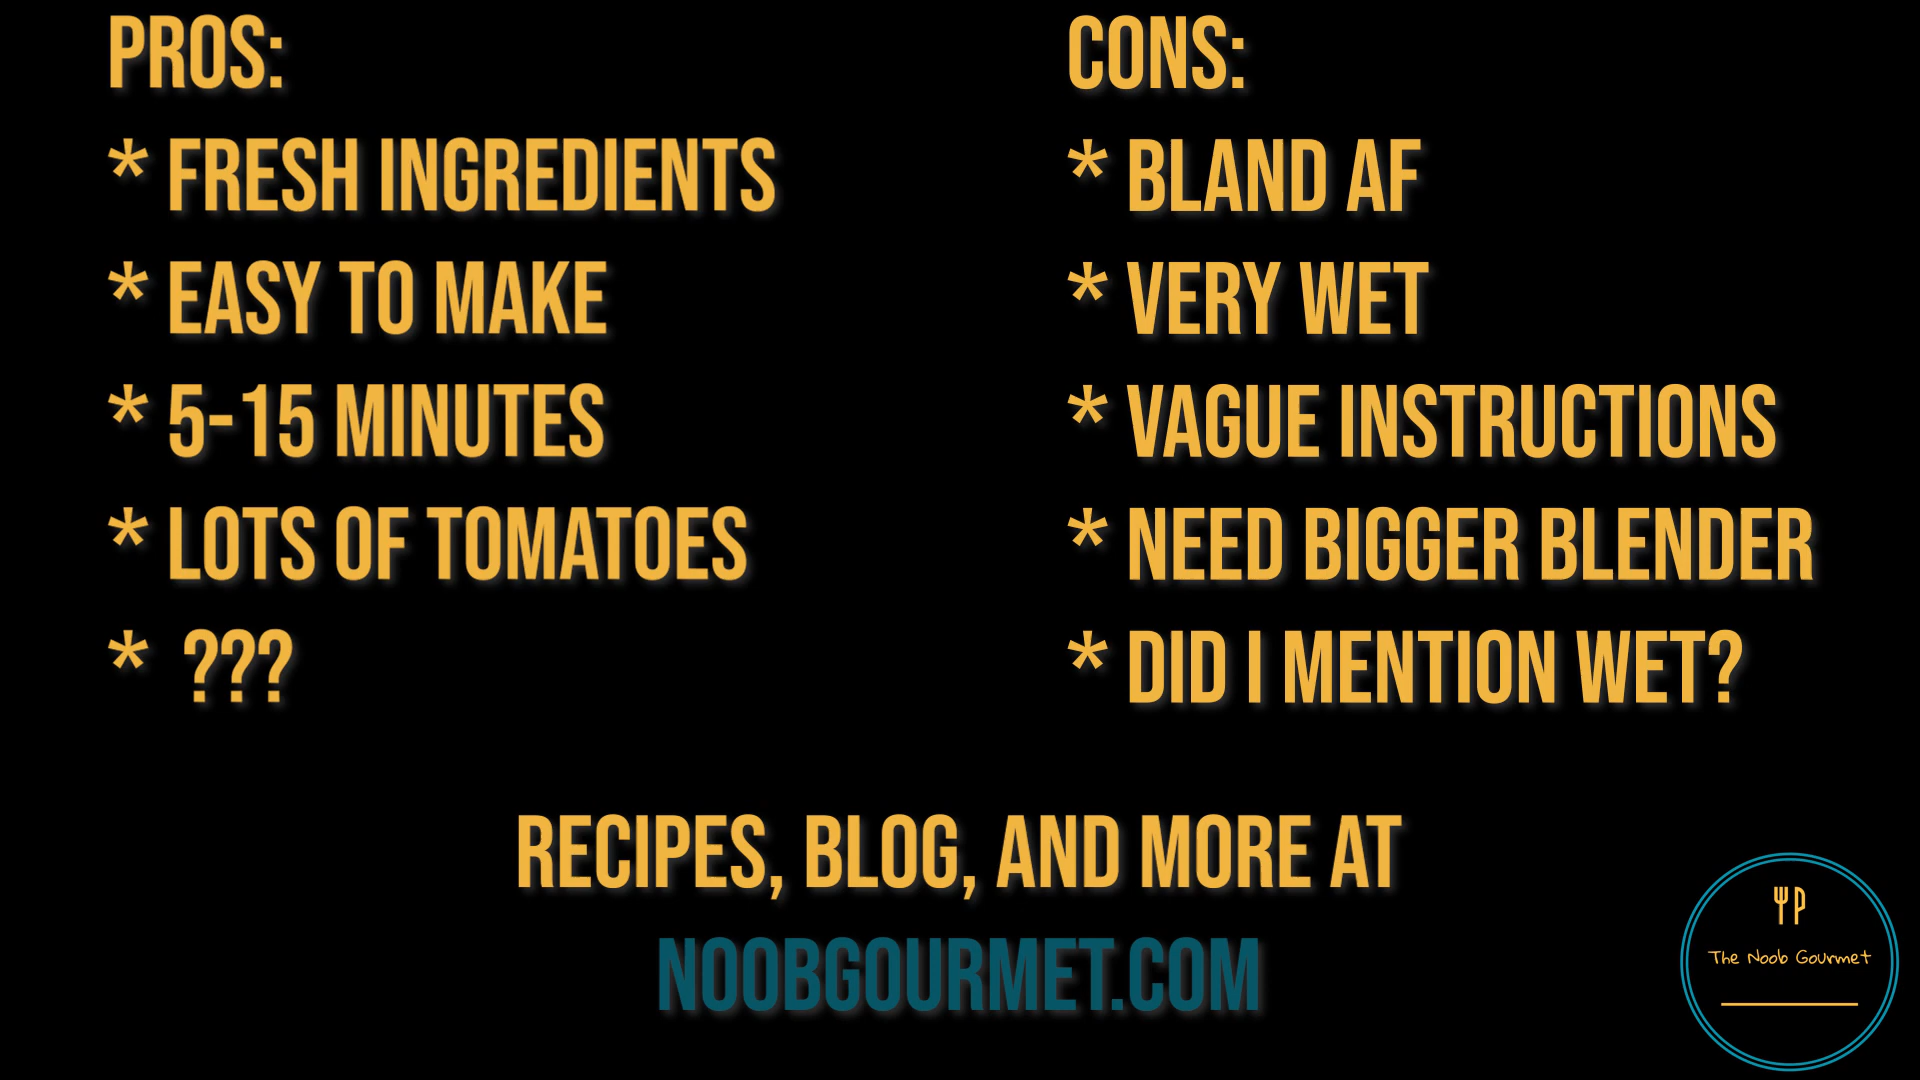 PROS:
* FRESH INGREDIENTS
* EASY TO MAKE
* 5-15 MINUTES
* LOTS OF TOMATOES
* ???
CONS:
* BLAND AF
* VERY WET
* VAGUE INSTRUCTIONS
* NEED BIGGER BLENDER
* DID I MENTION WET?
RECIPES, BLOG, AND MORE AT
NOOBGOURMET.COM
The Noob Gourmet